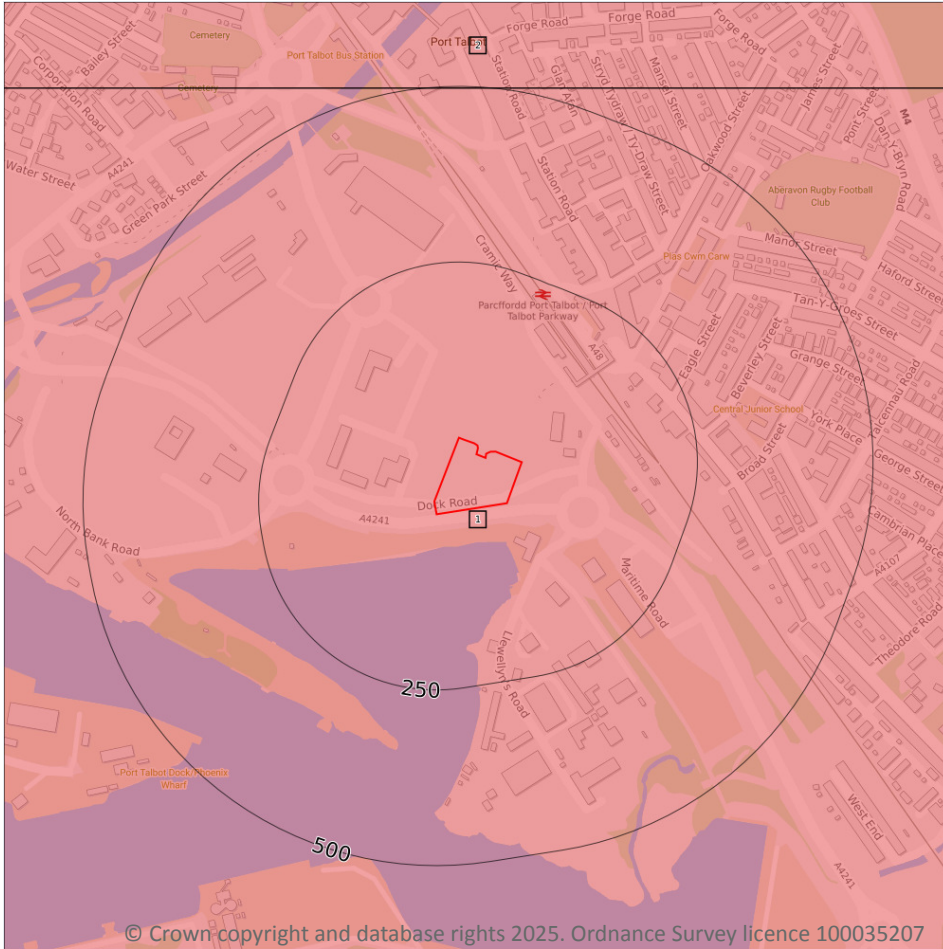 Cemetery
Bailey Street
Corporation Road
Cemetery
Port Talbot Bus Station
Port Talb
2
Forge Road
Forge Road
Forge Road
Station Road
Glan Afan
Stryd Tydraw / Ty-Draw Street
Mansel Street
Oakwood Street
James Street
Pont Street
M4
Dan-Y-Bryn Road
Water Street
A4241
Green Park Street
Station Road
Aberavon Rugby Football
Club
Cramic Way
Plas Cwm Carw
Manor Street
Haford Street
Parcffordd Port Talbot / Port
Talbot Parkway
A48
Tan-Y-Groes Street
Eagle Street
Beverley Street
Grange Street
Talcennau Road
Central Junior School
York Place
Broad Street
George Street
Dock Road
A4241
1
North Bank Road
Cambrian Place
A4107
Maritime Road
Theodore Road
Llewellyn's Road
250
Port Talbot Dock/Phoenix
Wharf
West End
500
A4241
© Crown copyright and database rights 2025. Ordnance Survey licence 100035207